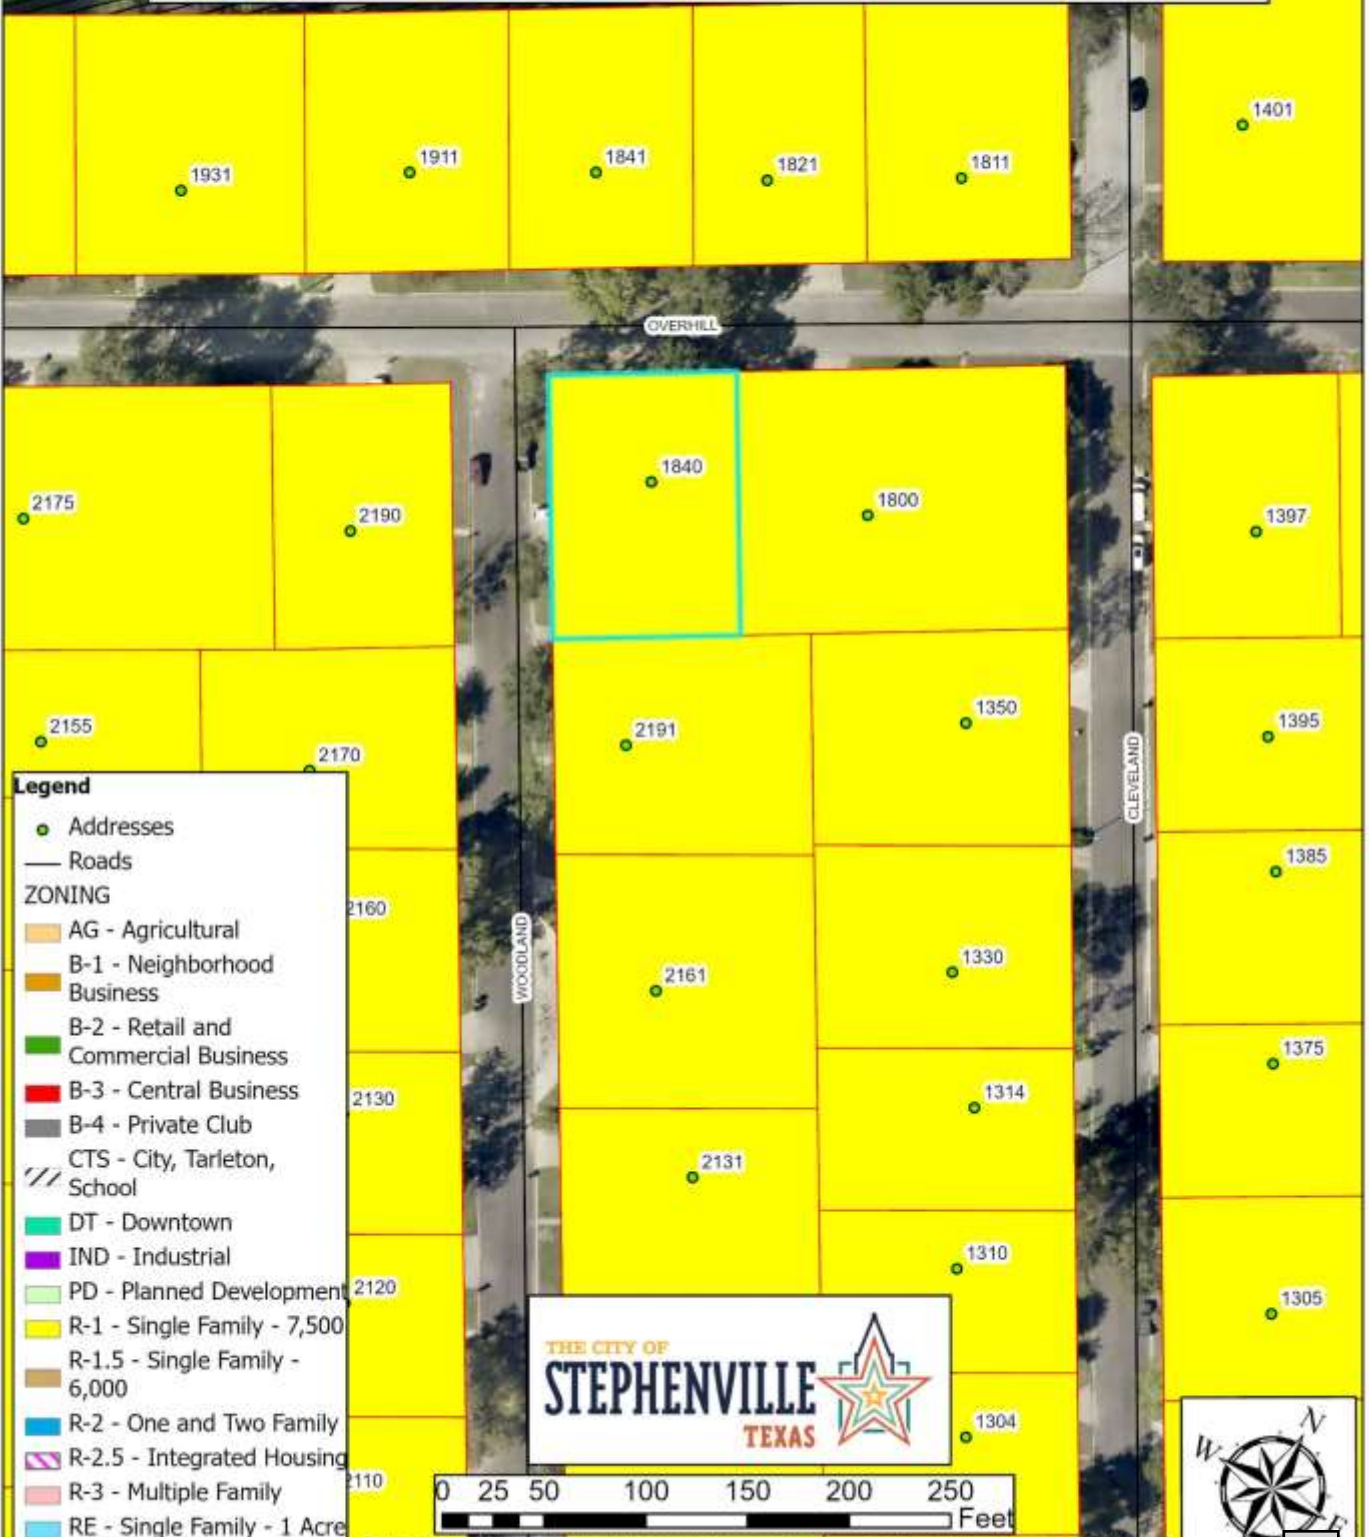 1401
1931
1911
1841
1821
1811
OVERHILL
1840
1800
2175
2190
1397
2191
1350
1395
2155
2170
CLEVELAND
1385
Legend
Addresses
Roads
ZONING
AG - Agricultural
B-1 - Neighborhood
Business
B-2 - Retail and
Commercial Business
B-3 - Central Business
B-4 - Private Club
CTS - City, Tarleton,
School
DT - Downtown
IND - Industrial
PD - Planned Development
R-1 - Single Family - 7,500
R-1.5 - Single Family -
6,000
R-2 - One and Two Family
R-2.5 - Integrated Housing
R-3 - Multiple Family
RE - Single Family - 1 Acre
2160
WOODLAND
2161
1330
1375
2130
1314
2131
2120
1310
1305
THE CITY OF
STEPHENVILLE
TEXAS
1304
2110
0 25 50 100 150 200 250
Feet
N
W
E